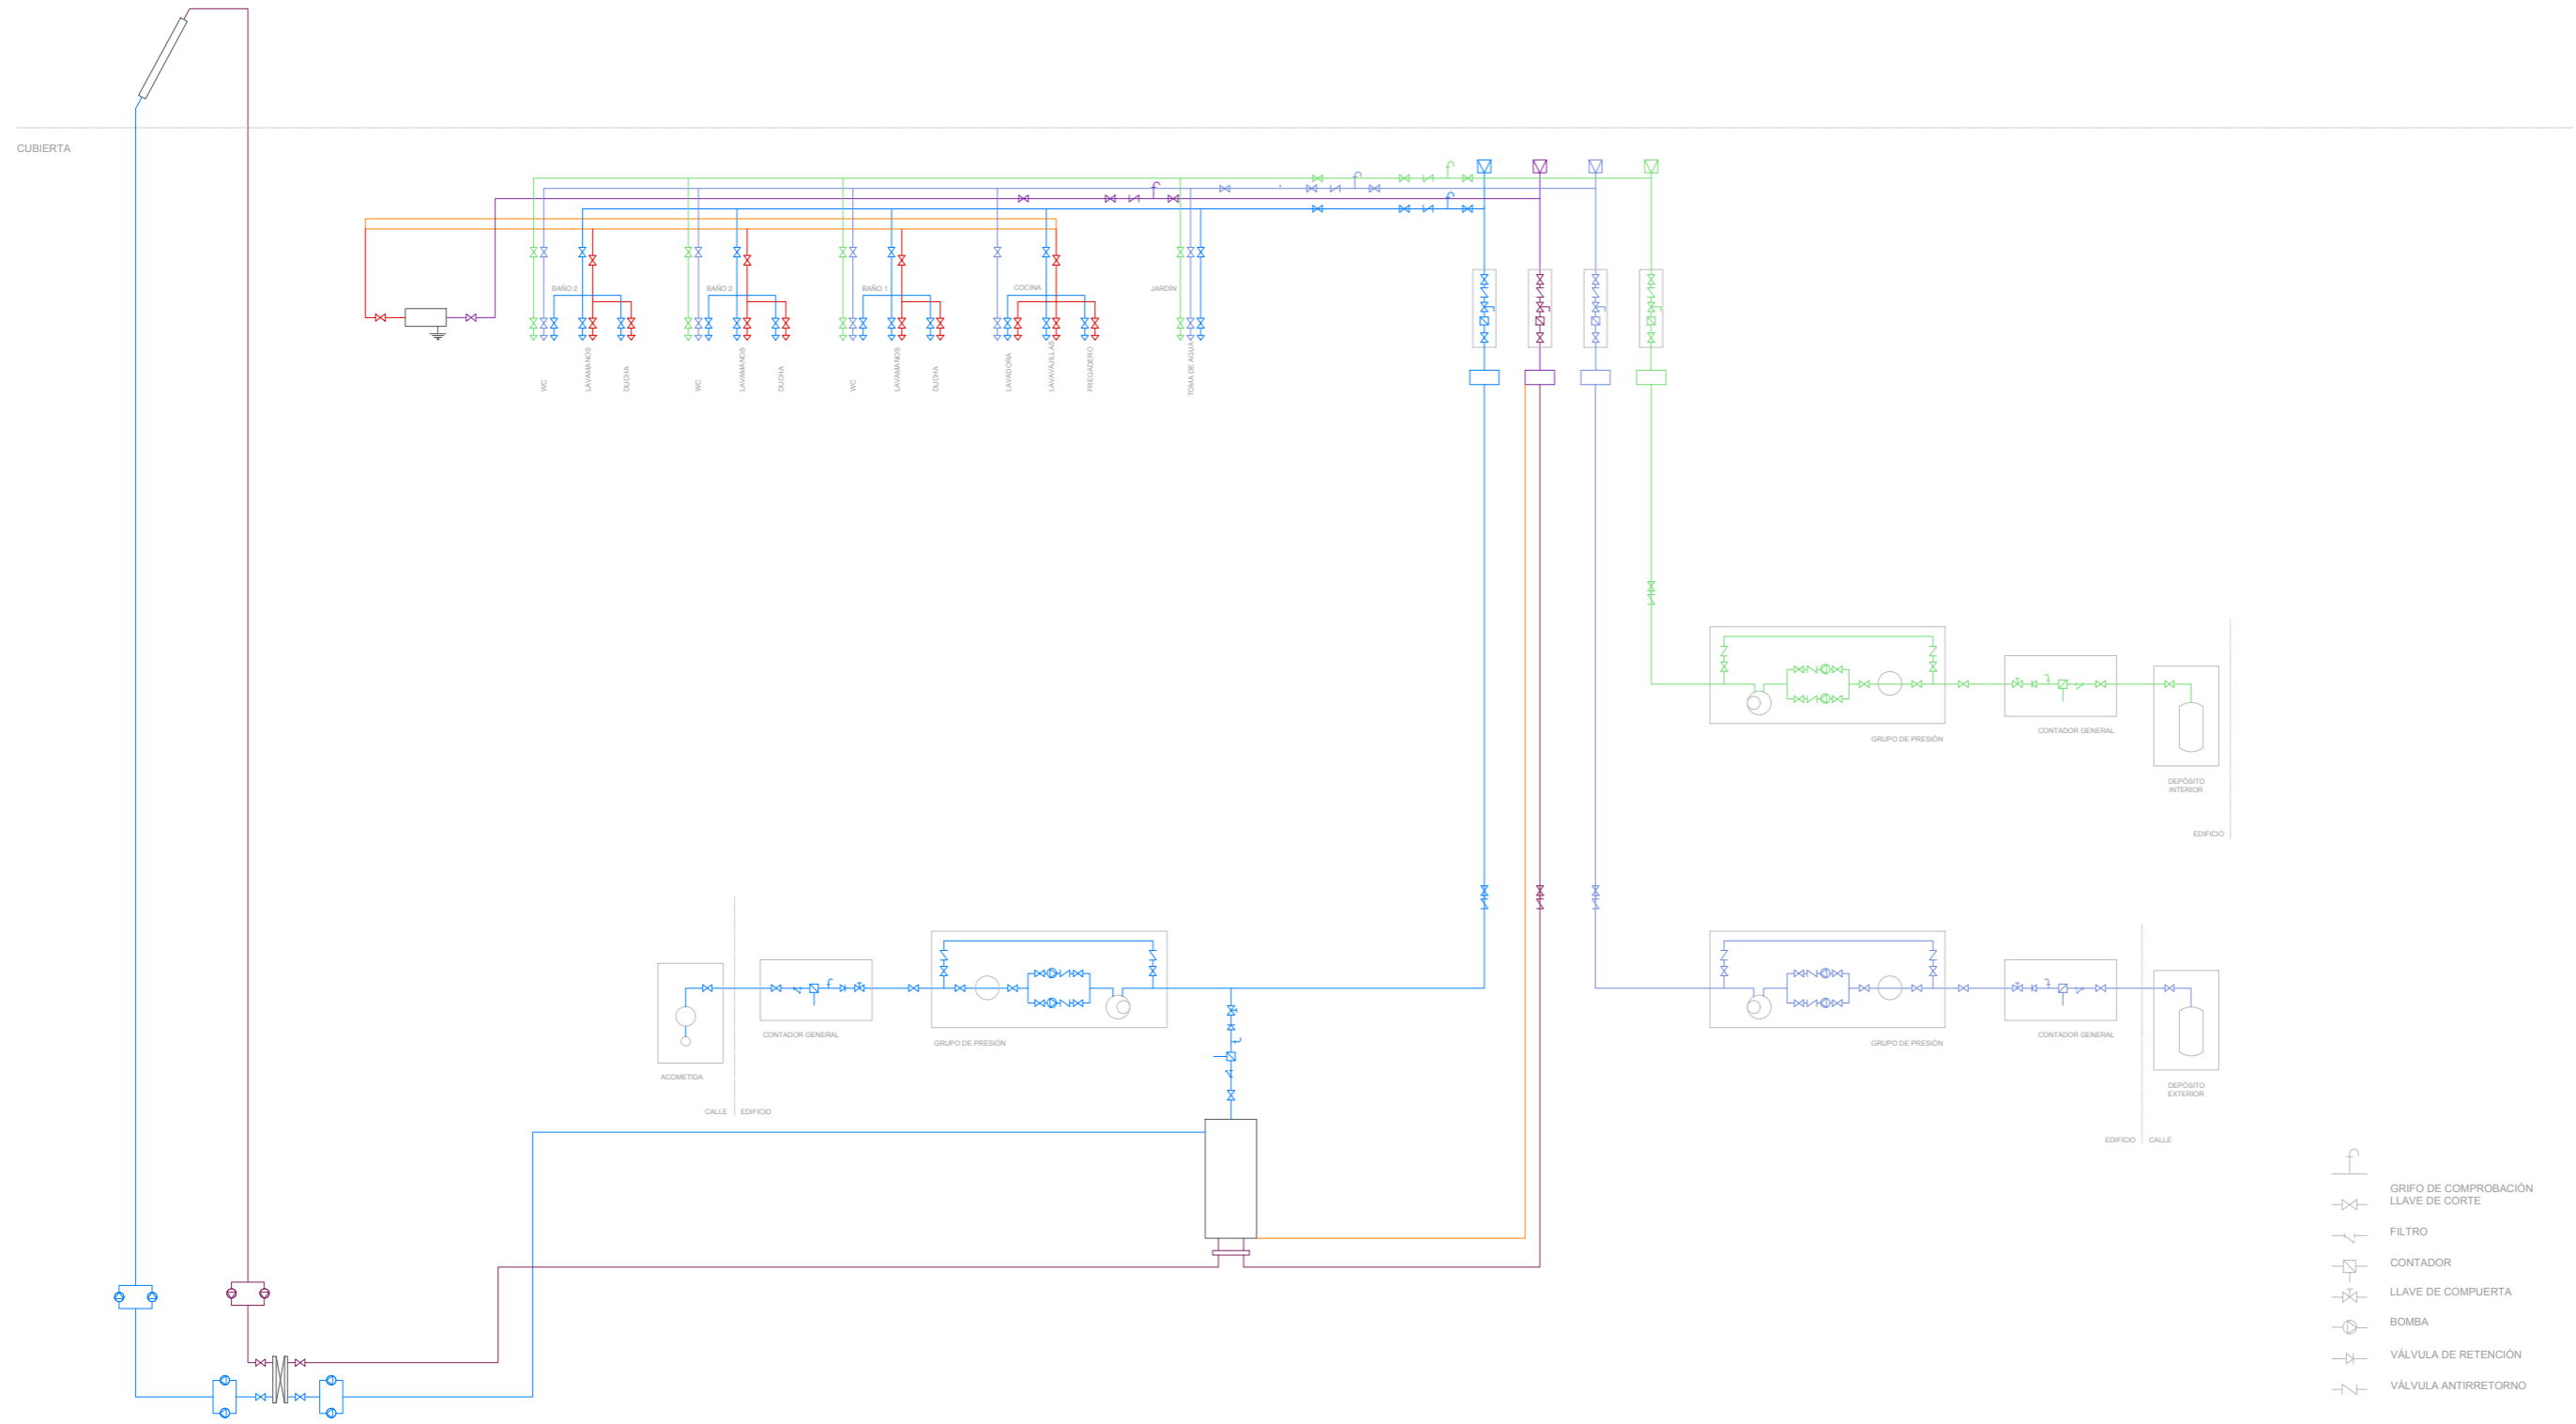 CUBIERTA
BAÑO 2
BAÑO 2
BAÑO 1
COCINA
JARDÍN
WC
LAVAMANOS
DUCHA
WC
LAVAMANOS
DUCHA
WC
LAVAMANOS
DUCHA
LAVADORA
LAVAVAJILLAS
FREGADERO
TOMA DE AGUA
GRUPO DE PRESIÓN
CONTADOR GENERAL
DEPÓSITO
INTERIOR
EDIFICIO
ACOMETIDA
CALLE
EDIFICIO
CONTADOR GENERAL
GRUPO DE PRESIÓN
GRUPO DE PRESIÓN
CONTADOR GENERAL
DEPÓSITO
EXTERIOR
EDIFICIO
CALLE
GRIFO DE COMPROBACIÓN
LLAVE DE CORTE
FILTRO
CONTADOR
LLAVE DE COMPUERTA
BOMBA
VÁLVULA DE RETENCIÓN
VÁLVULA ANTIRRETORNO